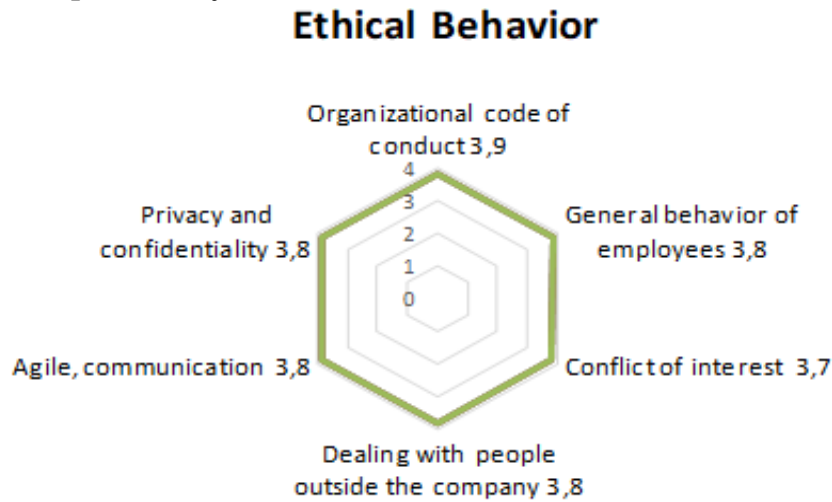 Ethical Behavior
Organizational code of
conduct 3,9
4
3
2
1
0
General behavior of
employees 3,8
Conflict of interest 3,7
Dealing with people
outside the company 3,8
Agile, communication 3,8
Privacy and
confidentiality 3,8